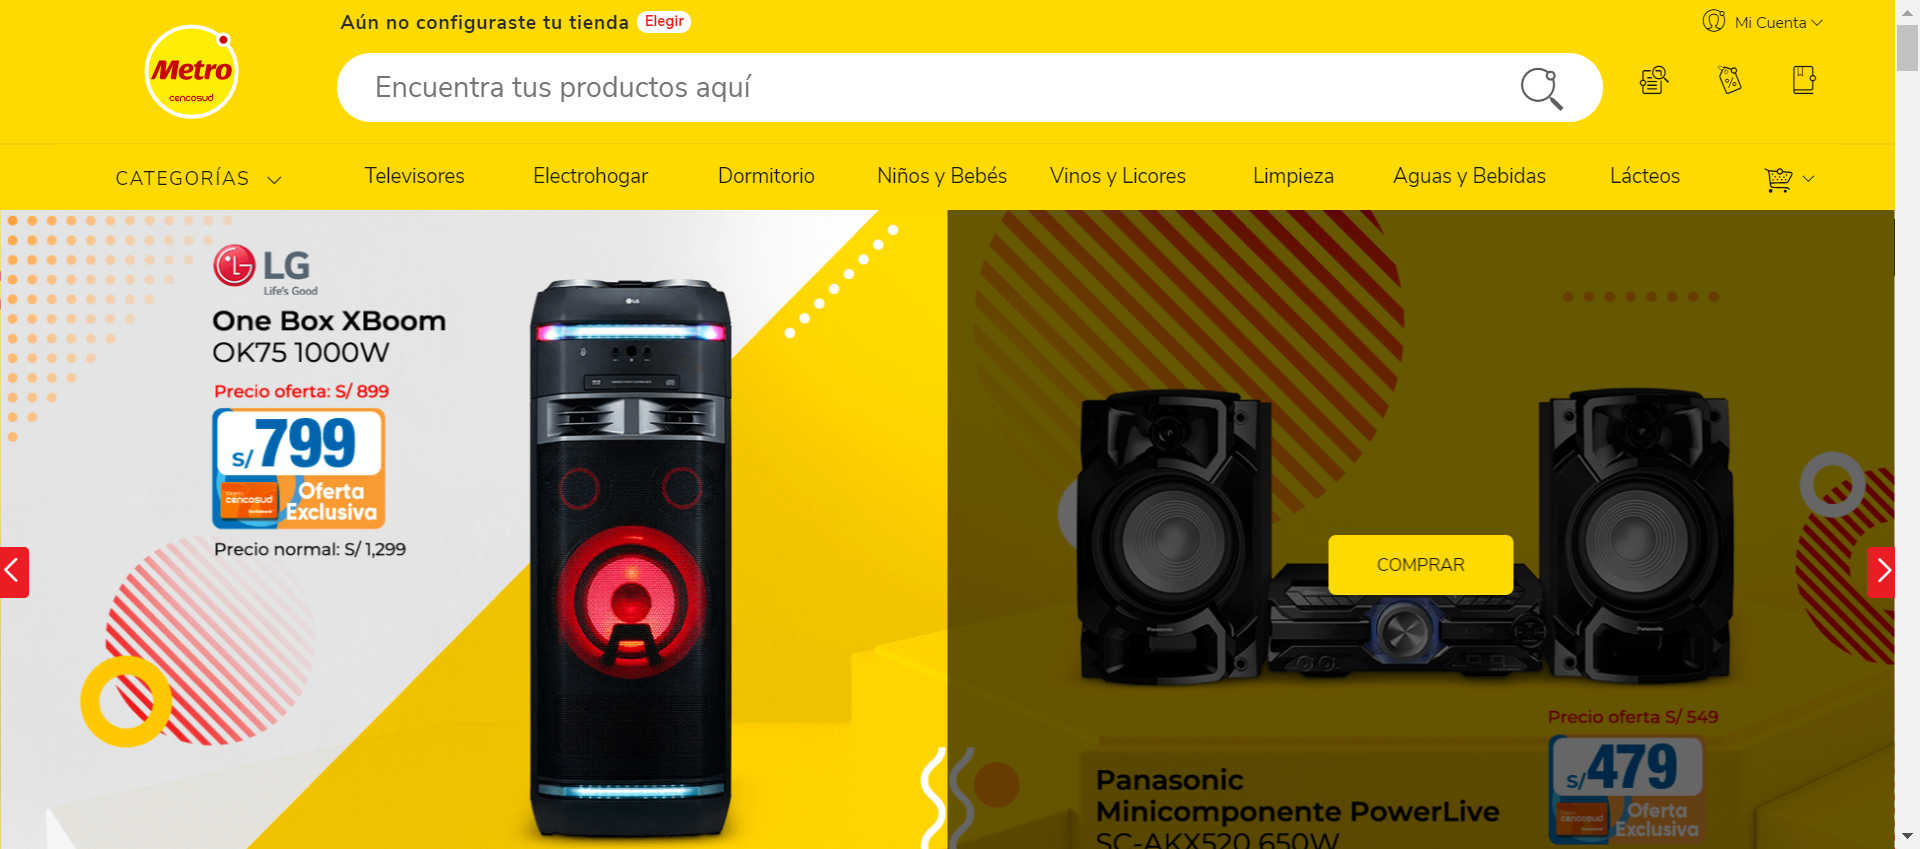 Aún no configuraste tu tienda Elegir
Mi Cuenta
Metro
cencosud
Encuentra tus productos aquí
CATEGORÍAS Televisores Electrohogar Dormitorio Niños y Bebés Vinos y Licores Limpieza Aguas y Bebidas Lácteos
LG
Life's Good
One Box XBoom
OK75 1000W
Precio oferta: S/ 899
S/ 799
cencosud
Oferta
Exclusiva
Precio normal: S/ 1,299
LG
COMPRAR
Panasonic
Panasonic
Precio oferta S/ 549
S/ 479
cencosud
Oferta
Exclusiva
Panasonic
Minicomponente PowerLive
SC-AKX520 650W